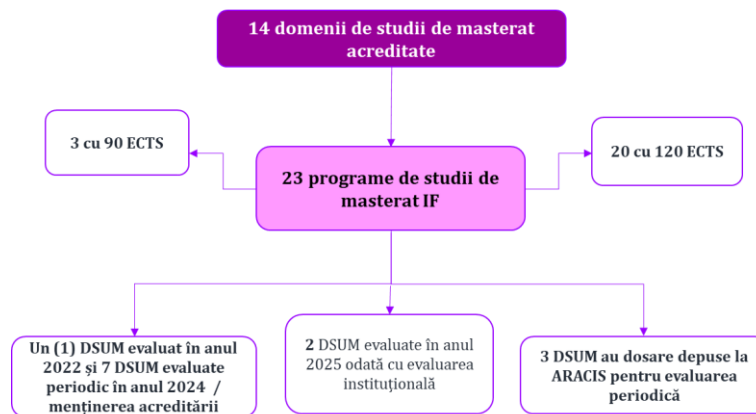 14 domenii de studii de masterat
acreditate
3 cu 90 ECTS
20 cu 120 ECTS
23 programe de studii de
masterat IF
Un (1) DSUM evaluat în anul
2022 și 7 DSUM evaluate
periodic în anul 2024 /
menținerea acreditării
2 DSUM evaluate în anul
2025 odată cu evaluarea
instituțională
3 DSUM au dosare depuse la
ARACIS pentru evaluarea
periodică